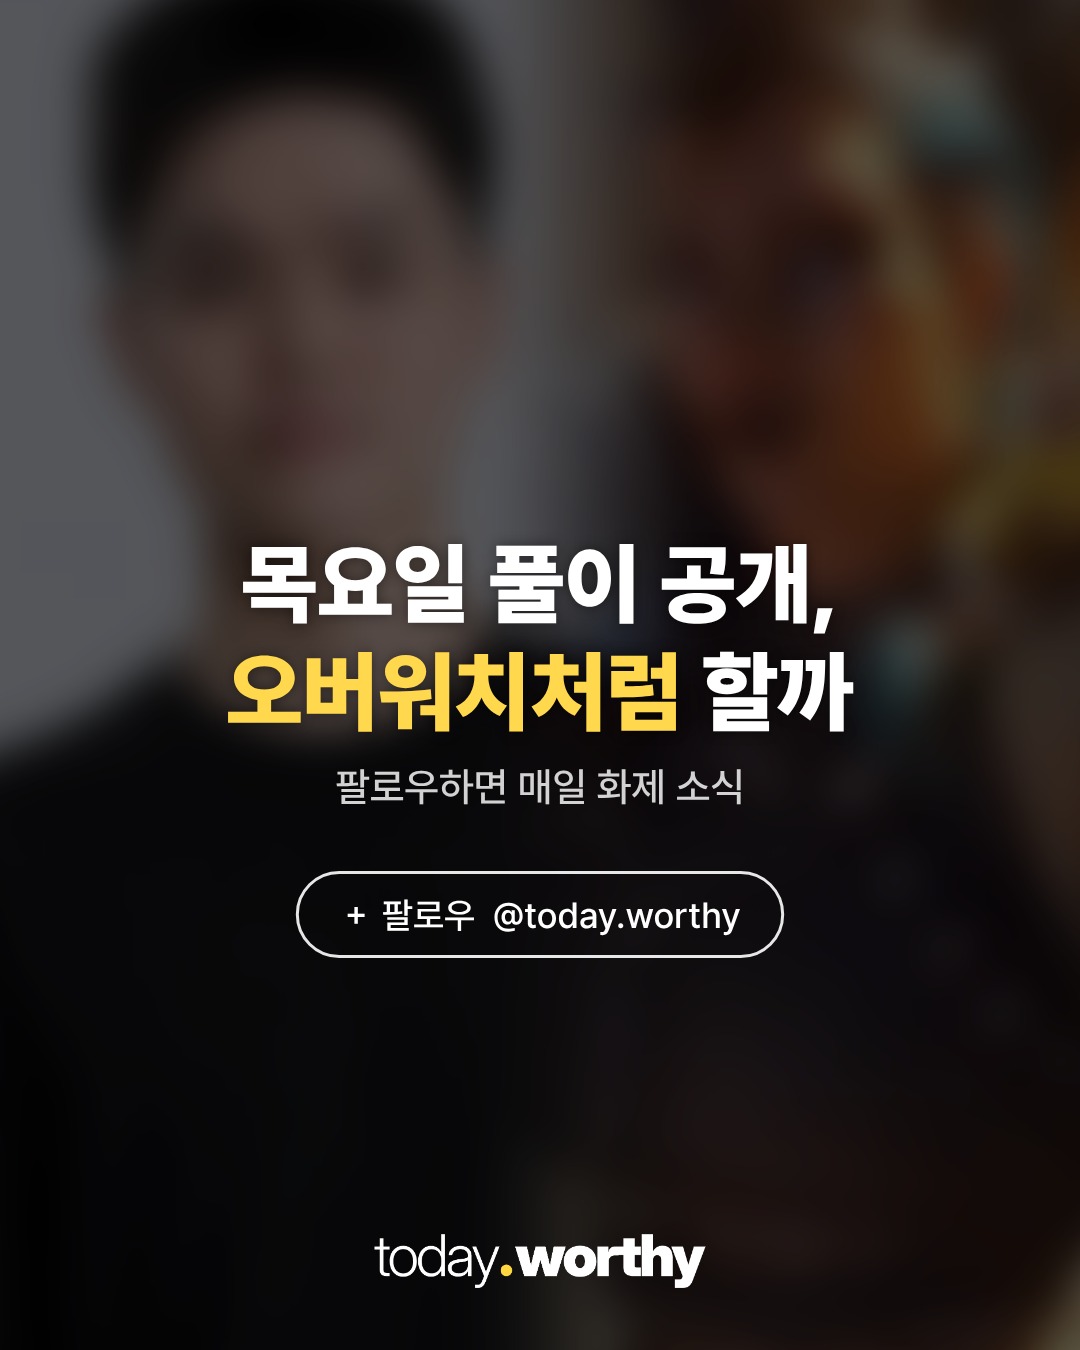 목요일 풀이 공개,
오버워치처럼 할까
팔로우하면 매일 화제 소식
+ 팔로우 @today.worthy
today.worthy